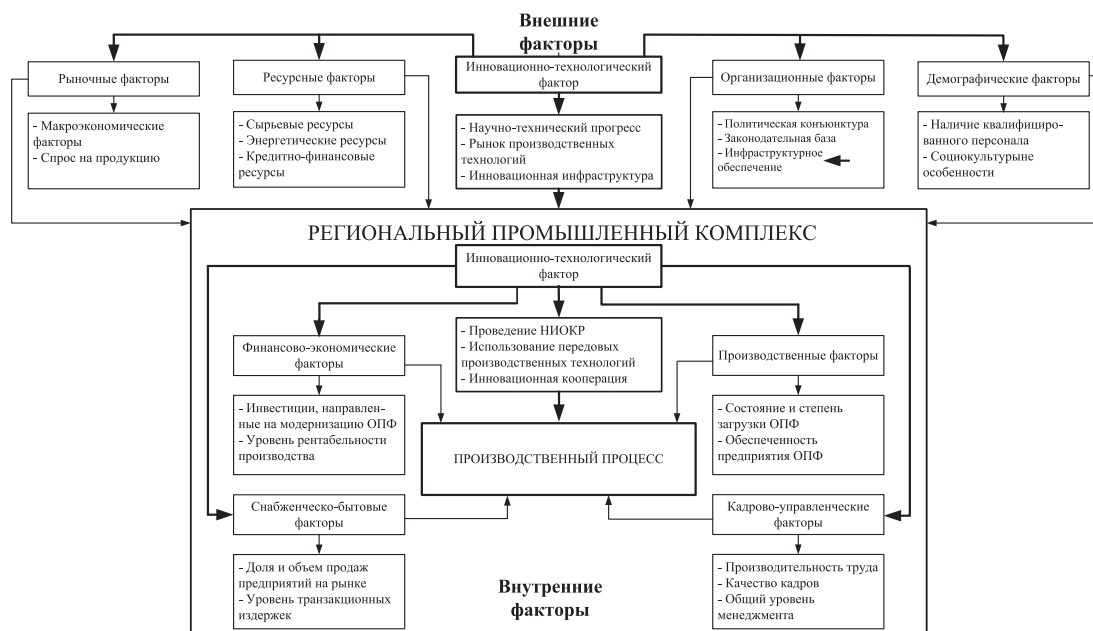 Внешние
факторы
Рыночные факторы
Ресурсные факторы
Инновационно-технологический
фактор
Организационные факторы
Демографические факторы
- Макроэкономические
факторы
- Спрос на продукцию
- Сырьевые ресурсы
- Энергетические ресурсы
- Кредитно-финансовые
ресурсы
- Научно-технический прогресс
- Рынок производственных
технологий
- Инновационная инфраструктура
- Политическая конъюнктура
- Законодательная база
- Инфраструктурное
обеспечение
- Наличие квалифициро-
ванного персонала
- Социокультурыне
особенности
РЕГИОНАЛЬНЫЙ ПРОМЫШЛЕННЫЙ КОМПЛЕКС
Инновационно-технологический
фактор
Финансово-экономические
факторы
- Проведение НИОКР
- Использование передовых
производственных технологий
- Инновационная кооперация
Производственные факторы
- Инвестиции, направлен-
ные на модернизацию ОПФ
- Уровень рентабельности
производства
ПРОИЗВОДСТВЕННЫЙ ПРОЦЕСС
- Состояние и степень
загрузки ОПФ
- Обеспеченность
предприятия ОПФ
Снабженческо-бытовые
факторы
Кадрово-управленческие
факторы
- Доля и объем продаж
предприятий на рынке
- Уровень транзакционных
издержек
Внутренние
факторы
- Производительность труда
- Качество кадров
- Общий уровень
менеджмента